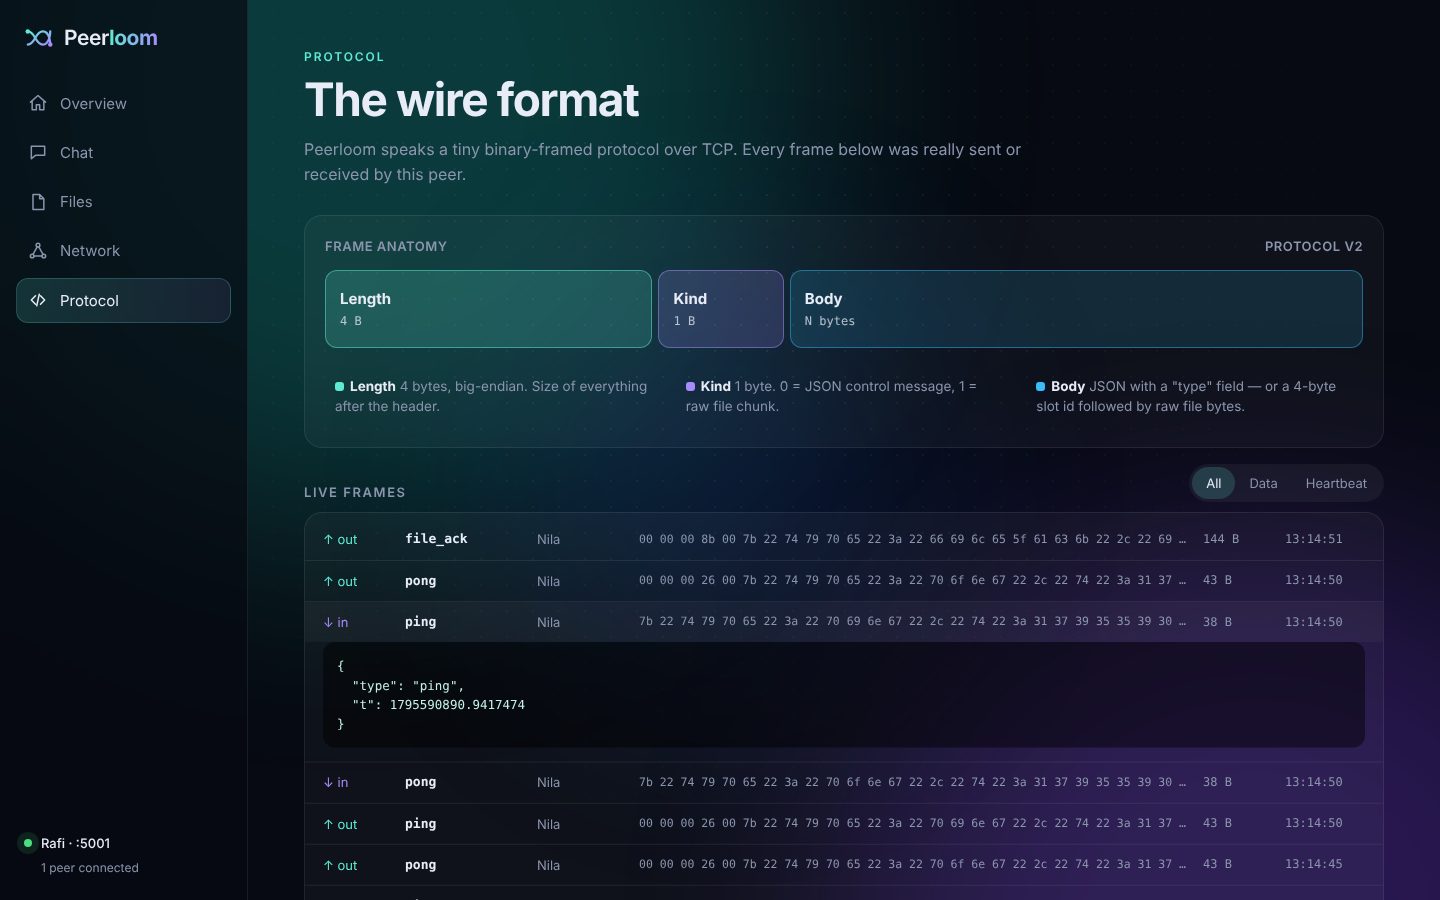 Peerloom
Overview
Chat
Files
Network
Protocol
Rafi · :5001
1 peer connected
PROTOCOL
The wire format
Peerloom speaks a tiny binary-framed protocol over TCP. Every frame below was really sent or
received by this peer.
FRAME ANATOMY PROTOCOL V2
Length Kind Body
4 B 1 B N bytes
Length 4 bytes, big-endian. Size of everything
after the header.
Kind 1 byte. 0 = JSON control message, 1 =
raw file chunk.
Body JSON with a "type" field — or a 4-byte
slot id followed by raw file bytes.
LIVE FRAMES All Data Heartbeat
↑ out file_ack Nila 00 00 00 8b 00 7b 22 74 79 70 65 22 3a 22 66 69 6c 65 5f 61 63 6b 22 2c 22 69 … 144 B 13:14:51
↑ out pong Nila 00 00 00 26 00 7b 22 74 79 70 65 22 3a 22 70 6f 6e 67 22 2c 22 74 22 3a 31 37 … 43 B 13:14:50
↓ in ping Nila 7b 22 74 79 70 65 22 3a 22 70 69 6e 67 22 2c 22 74 22 3a 31 37 39 35 35 39 30 … 38 B 13:14:50
{
"type": "ping",
"t": 1795590890.9417474
}
↓ in pong Nila 7b 22 74 79 70 65 22 3a 22 70 6f 6e 67 22 2c 22 74 22 3a 31 37 39 35 35 39 30 … 38 B 13:14:50
↑ out ping Nila 00 00 00 26 00 7b 22 74 79 70 65 22 3a 22 70 69 6e 67 22 2c 22 74 22 3a 31 37 … 43 B 13:14:50
↑ out pong Nila 00 00 00 26 00 7b 22 74 79 70 65 22 3a 22 70 6f 6e 67 22 2c 22 74 22 3a 31 37 … 43 B 13:14:45